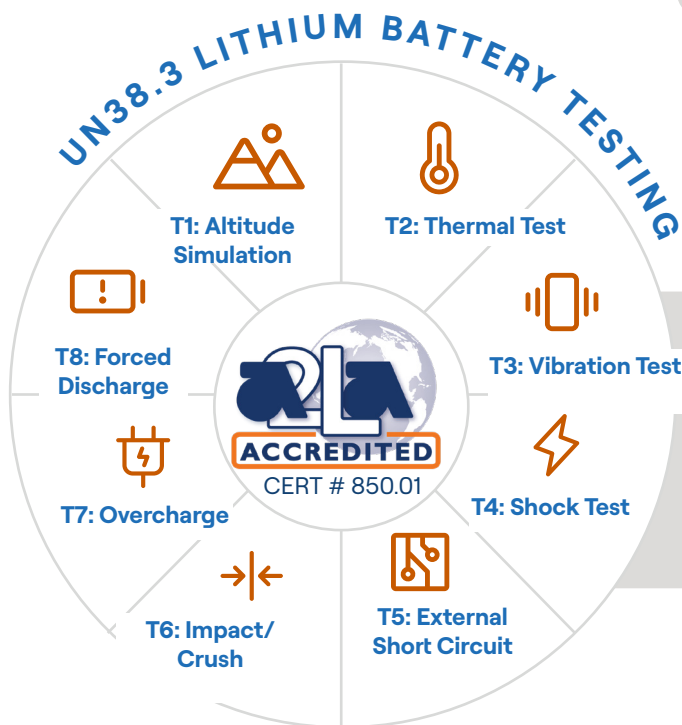 UN38.3 LITHIUM BATTERY TESTING
T1: Altitude
Simulation
T2: Thermal Test
T3: Vibration Test
T4: Shock Test
T5: External
Short Circuit
T6: Impact/
Crush
T7: Overcharge
T8: Forced
Discharge
A2LA
ACCREDITED
CERT # 850.01